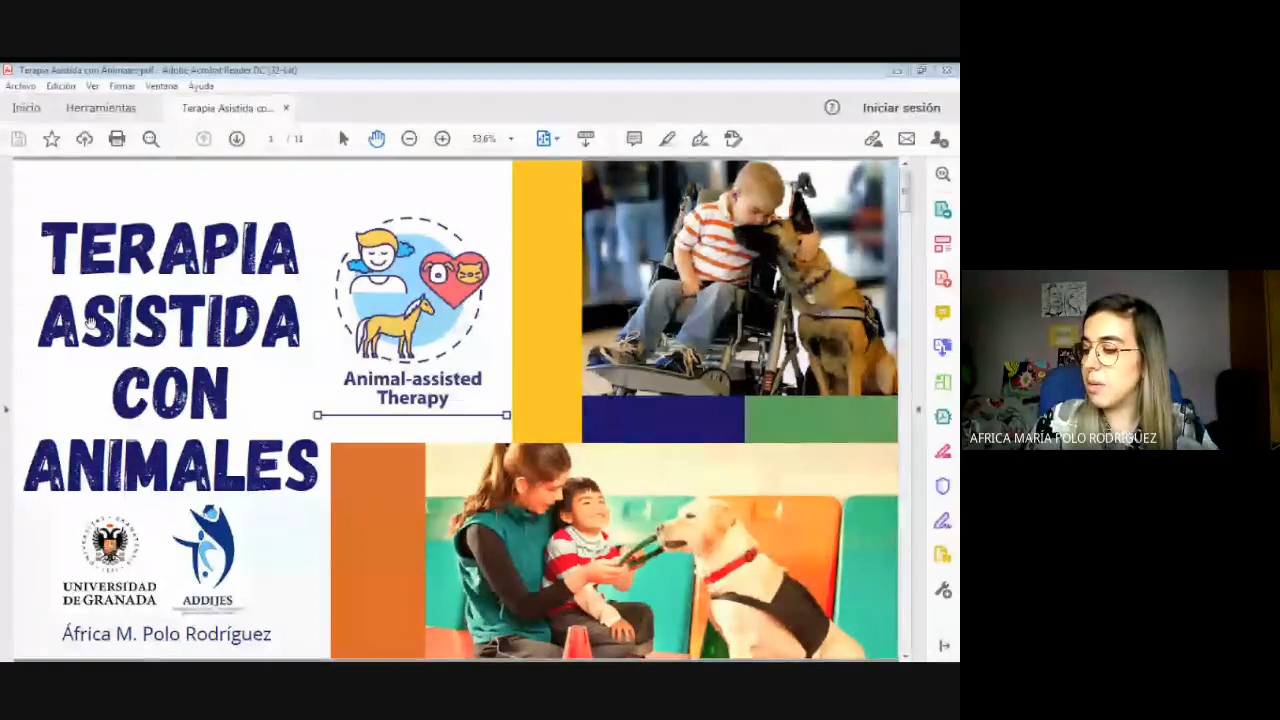 Terapia Asistida con Animales.pdf - Adobe Acrobat Reader DC (32-bit)
Archivo Edición Ver Firmar Ventana Ayuda
Inicio Herramientas Terapia Asistida co... × Iniciar sesión
1 / 11 53,6%
TERAPIA
ASISTIDA
CON
ANIMALES
Animal-assisted
Therapy
UNIVERSIDAD
DE GRANADA
ADDIJES
África M. Polo Rodríguez
AFRICA MARÍA POLO RODRÍGUEZ